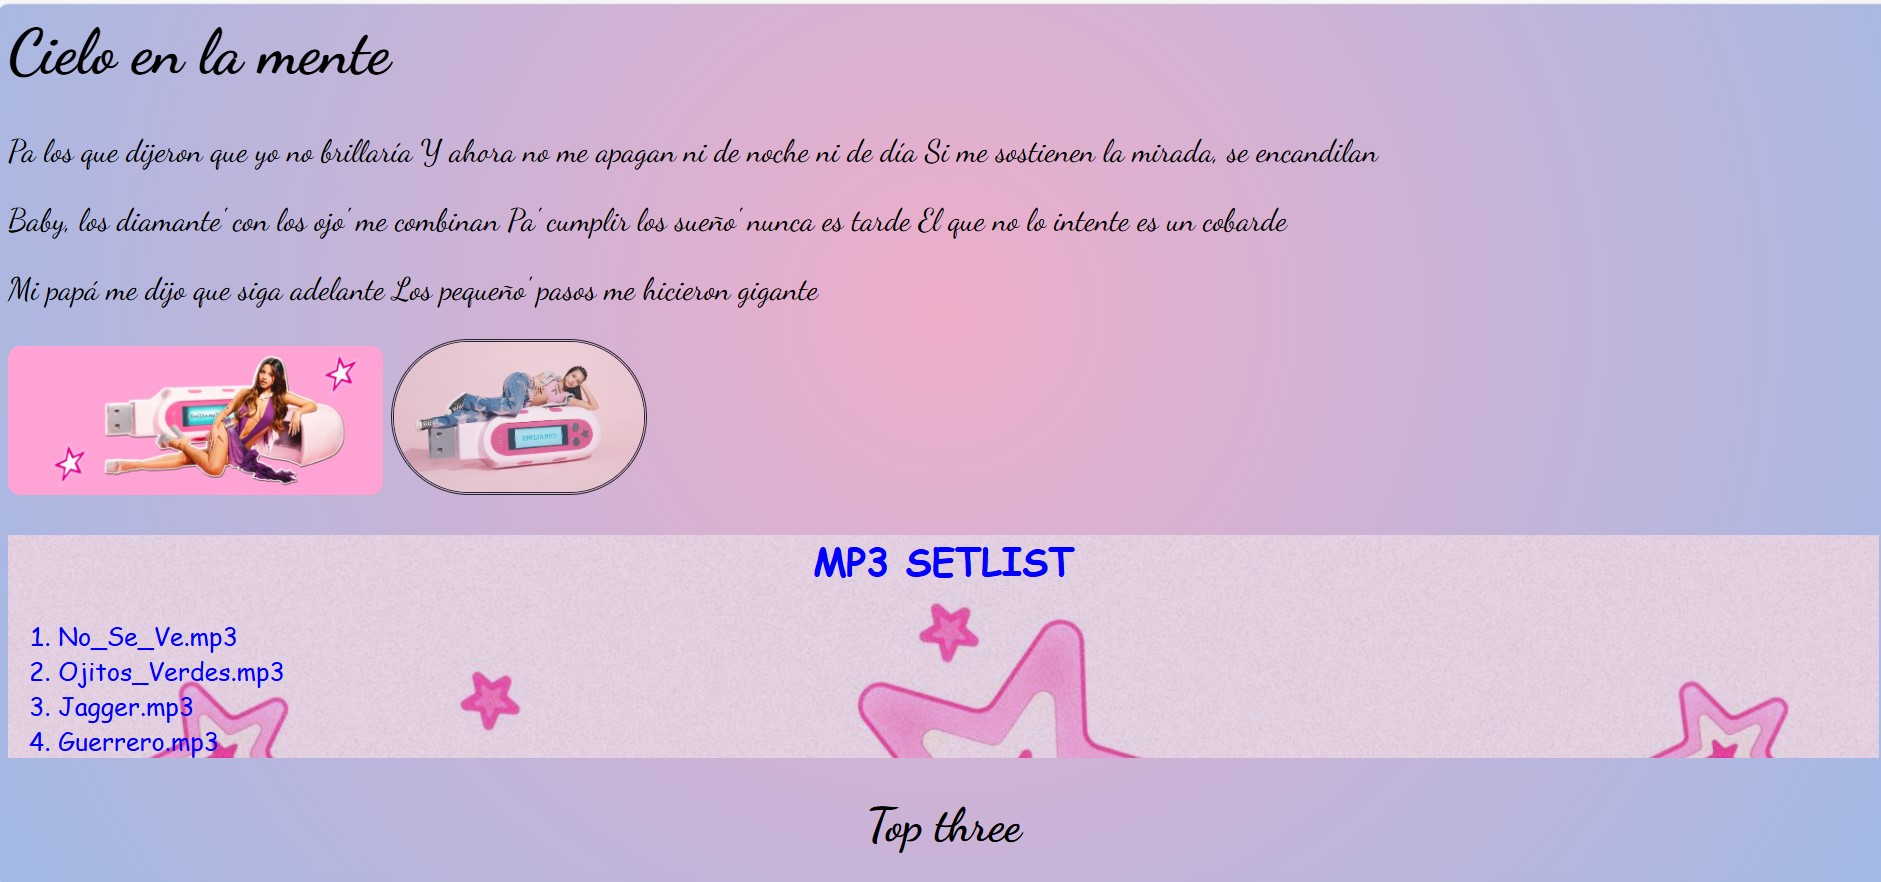 Cielo en la mente
Pa los que dijeron que yo no brillaría Y ahora no me apagan ni de noche ni de día Si me sostienen la mirada, se encandilan
Baby, los diamante' con los ojo' me combinan Pa' cumplir los sueño' nunca es tarde El que no lo intente es un cobarde
Mi papá me dijo que siga adelante Los pequeño' pasos me hicieron gigante
EMILIA.MP3
MP3 SETLIST
1. No_Se_Ve.mp3
2. Ojitos_Verdes.mp3
3. Jagger.mp3
4. Guerrero.mp3
Top three